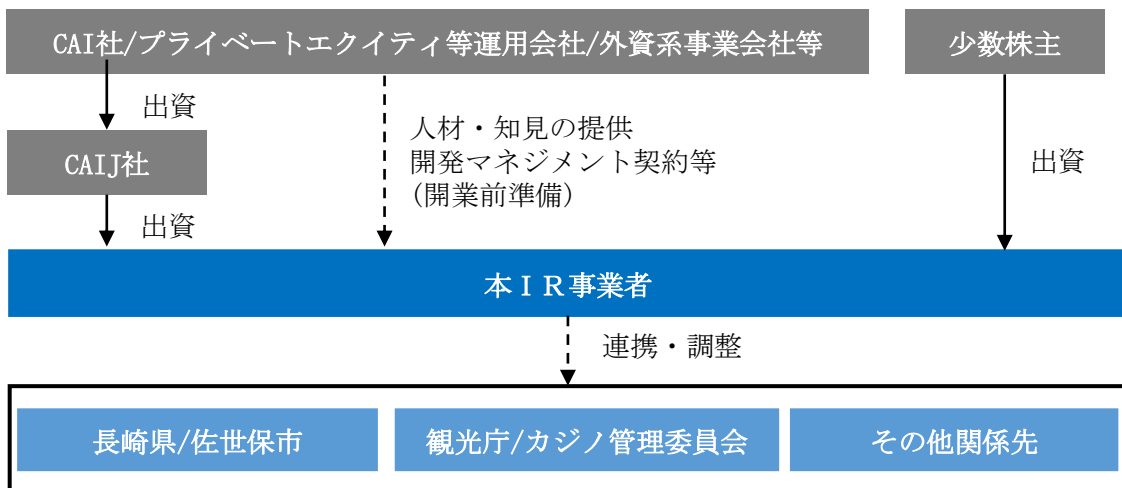 CAI社/プライベートエクイティ等運用会社/外資系事業会社等
少数株主
出資
人材・知見の提供
開発マネジメント契約等
(開業前準備)
CAIJ社
出資
出資
本ＩＲ事業者
連携・調整
長崎県/佐世保市
観光庁/カジノ管理委員会
その他関係先